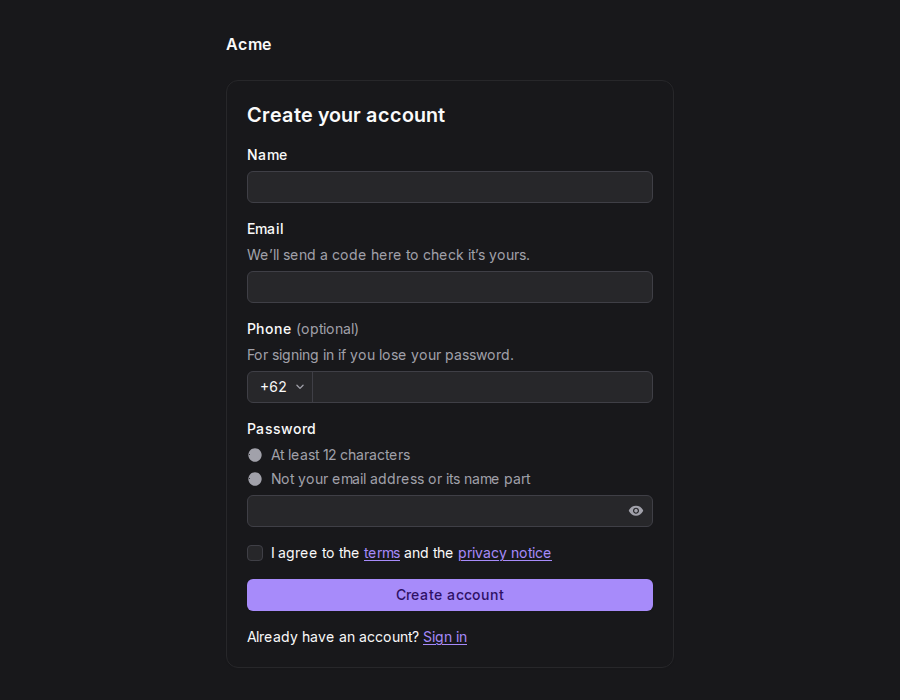 Acme
Create your account
Name
Email
We’ll send a code here to check it’s yours.
Phone (optional)
For signing in if you lose your password.
+62
Password
At least 12 characters
Not your email address or its name part
I agree to the terms and the privacy notice
Create account
Already have an account? Sign in